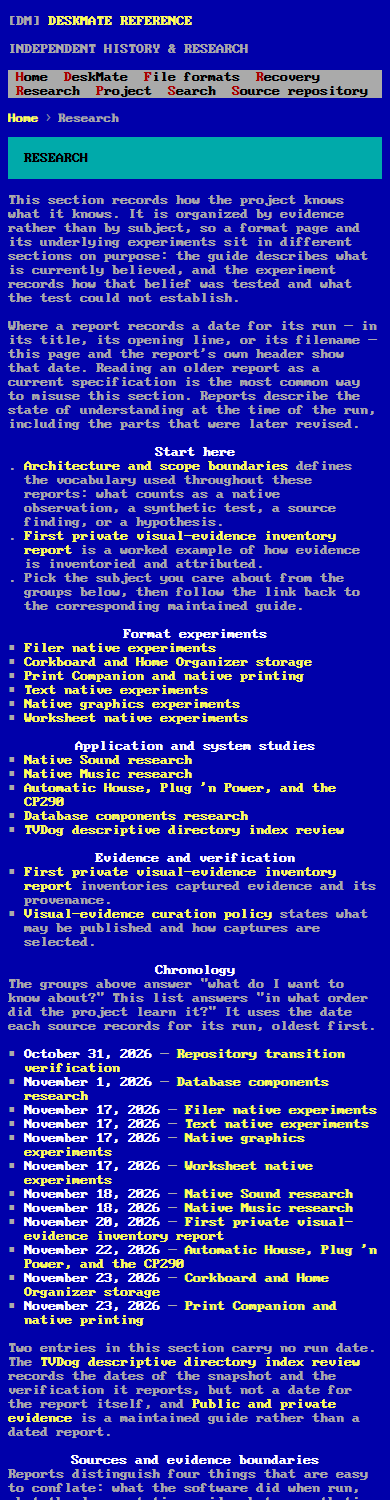 [DM] DESKMATE REFERENCE
INDEPENDENT HISTORY & RESEARCH
Home DeskMate File formats Recovery
Research Project Search Source repository
Home › Research
RESEARCH
This section records how the project knows
what it knows. It is organized by evidence
rather than by subject, so a format page and
its underlying experiments sit in different
sections on purpose: the guide describes what
is currently believed, and the experiment
records how that belief was tested and what
the test could not establish.
Where a report records a date for its run — in
its title, its opening line, or its filename —
this page and the report's own header show
that date. Reading an older report as a
current specification is the most common way
to misuse this section. Reports describe the
state of understanding at the time of the run,
including the parts that were later revised.
Start here
. Architecture and scope boundaries defines
the vocabulary used throughout these
reports: what counts as a native
observation, a synthetic test, a source
finding, or a hypothesis.
. First private visual-evidence inventory
report is a worked example of how evidence
is inventoried and attributed.
. Pick the subject you care about from the
groups below, then follow the link back to
the corresponding maintained guide.
Format experiments
▪ Filer native experiments
▪ Corkboard and Home Organizer storage
▪ Print Companion and native printing
▪ Text native experiments
▪ Native graphics experiments
▪ Worksheet native experiments
Application and system studies
▪ Native Sound research
▪ Native Music research
▪ Automatic House, Plug 'n Power, and the
CP290
▪ Database components research
▪ TVDog descriptive directory index review
Evidence and verification
▪ First private visual-evidence inventory
report inventories captured evidence and its
provenance.
▪ Visual-evidence curation policy states what
may be published and how captures are
selected.
Chronology
The groups above answer "what do I want to
know about?" This list answers "in what order
did the project learn it?" It uses the date
each source records for its run, oldest first.
▪ October 31, 2026 — Repository transition
verification
▪ November 1, 2026 — Database components
research
▪ November 17, 2026 — Filer native experiments
▪ November 17, 2026 — Text native experiments
▪ November 17, 2026 — Native graphics
experiments
▪ November 17, 2026 — Worksheet native
experiments
▪ November 18, 2026 — Native Sound research
▪ November 18, 2026 — Native Music research
▪ November 20, 2026 — First private visual-
evidence inventory report
▪ November 22, 2026 — Automatic House, Plug 'n
Power, and the CP290
▪ November 23, 2026 — Corkboard and Home
Organizer storage
▪ November 23, 2026 — Print Companion and
native printing
Two entries in this section carry no run date.
The TVDog descriptive directory index review
records the dates of the snapshot and the
verification it reports, but not a date for
the report itself, and Public and private
evidence is a maintained guide rather than a
dated report.
Sources and evidence boundaries
Reports distinguish four things that are easy
to conflate: what the software did when run,